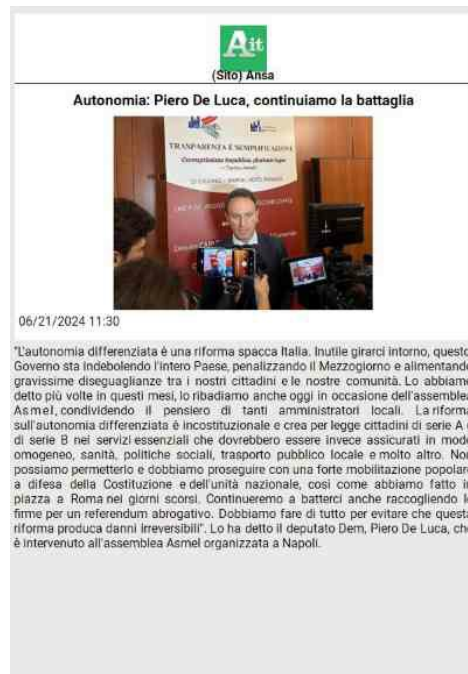 Ait
(Sito) Ansa
Autonomia: Piero De Luca, continuiamo la battaglia
TRASPARENZA E SEMPLIFICAZIONE
Corruptissima Republica, plurimae leges
06/21/2024 11:30
"L'autonomia differenziata è una riforma spacca Italia. Inutile girarci intorno, questo
Governo sta indebolendo l'intero Paese, penalizzando il Mezzogiorno e alimentando
gravissime diseguaglianze tra i nostri cittadini e le nostre comunità. Lo abbiamo
detto più volte in questi mesi, lo ribadiamo anche oggi in occasione dell'assemblea
Asmel, condividendo il pensiero di tanti amministratori locali. La riforma
sull'autonomia differenziata è incostituzionale e crea per legge cittadini di serie A e
di serie B nei servizi essenziali che dovrebbero essere invece assicurati in modo
omogeneo, sanità, politiche sociali, trasporto pubblico locale e molto altro. Non
possiamo permetterlo e dobbiamo proseguire con una forte mobilitazione popolare
a difesa della Costituzione e dell'unità nazionale, così come abbiamo fatto in
piazza a Roma nei giorni scorsi. Continueremo a batterci anche raccogliendo le
firme per un referendum abrogativo. Dobbiamo fare di tutto per evitare che questa
riforma produca danni irreversibili". Lo ha detto il deputato Dem, Piero De Luca, che
è intervenuto all'assemblea Asmel organizzata a Napoli.